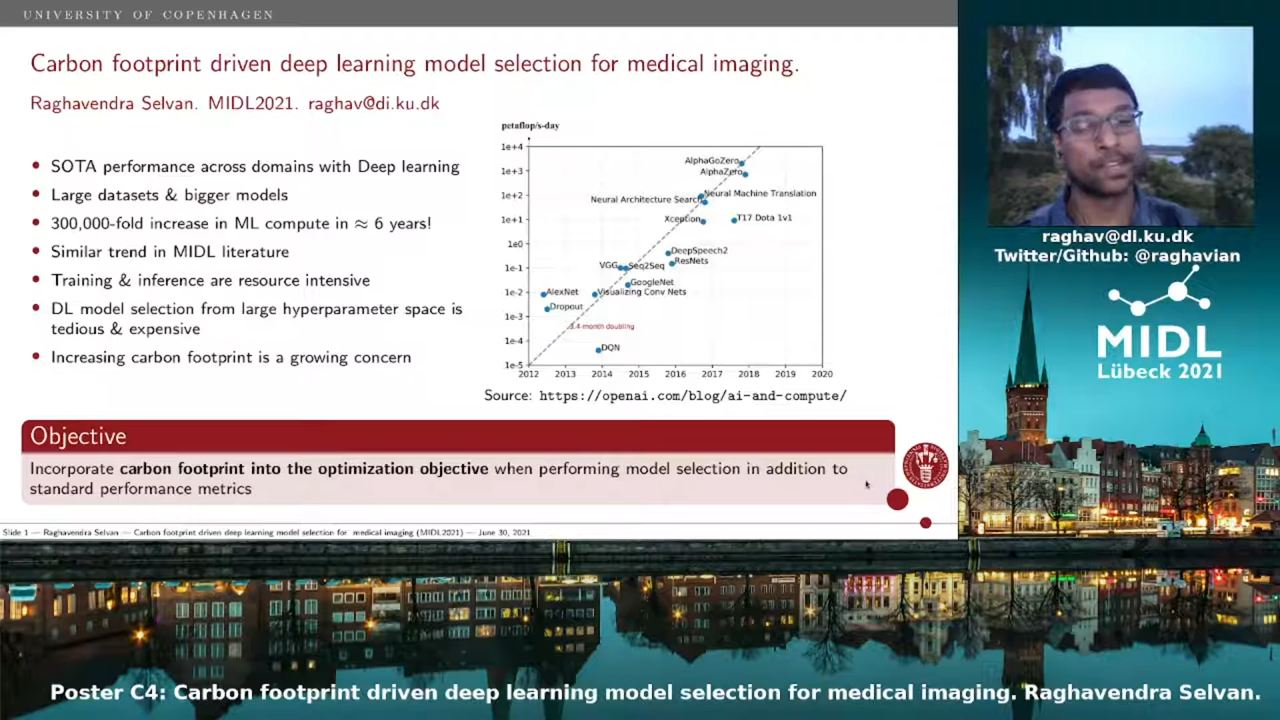 UNIVERSITY OF COPENHAGEN
Carbon footprint driven deep learning model selection for medical imaging.
Raghavendra Selvan. MIDL2021. raghav@di.ku.dk
• SOTA performance across domains with Deep learning
• Large datasets & bigger models
• 300,000-fold increase in ML compute in ≈ 6 years!
• Similar trend in MIDL literature
• Training & inference are resource intensive
• DL model selection from large hyperparameter space is
tedious & expensive
• Increasing carbon footprint is a growing concern
petaflop/s-day
1e+4
1e+3
1e+2
1e+1
1e0
1e-1
1e-2
1e-3
1e-4
1e-5
AlphaGoZero
AlphaZero
Neural Machine Translation
Neural Architecture Search
Xception
T17 Dota 1v1
DeepSpeech2
ResNets
VGG
Seq2Seq
GoogleNet
AlexNet
Visualizing Conv Nets
Dropout
3.4-month doubling
DQN
2012 2013 2014 2015 2016 2017 2018 2019 2020
Source: https://openai.com/blog/ai-and-compute/
Objective
Incorporate carbon footprint into the optimization objective when performing model selection in addition to
standard performance metrics
Slide 1 — Raghavendra Selvan — Carbon footprint driven deep learning model selection for medical imaging (MIDL2021) — June 30, 2021
raghav@di.ku.dk
Twitter/Github: @raghavian
MIDL
Lübeck 2021
Poster C4: Carbon footprint driven deep learning model selection for medical imaging. Raghavendra Selvan.